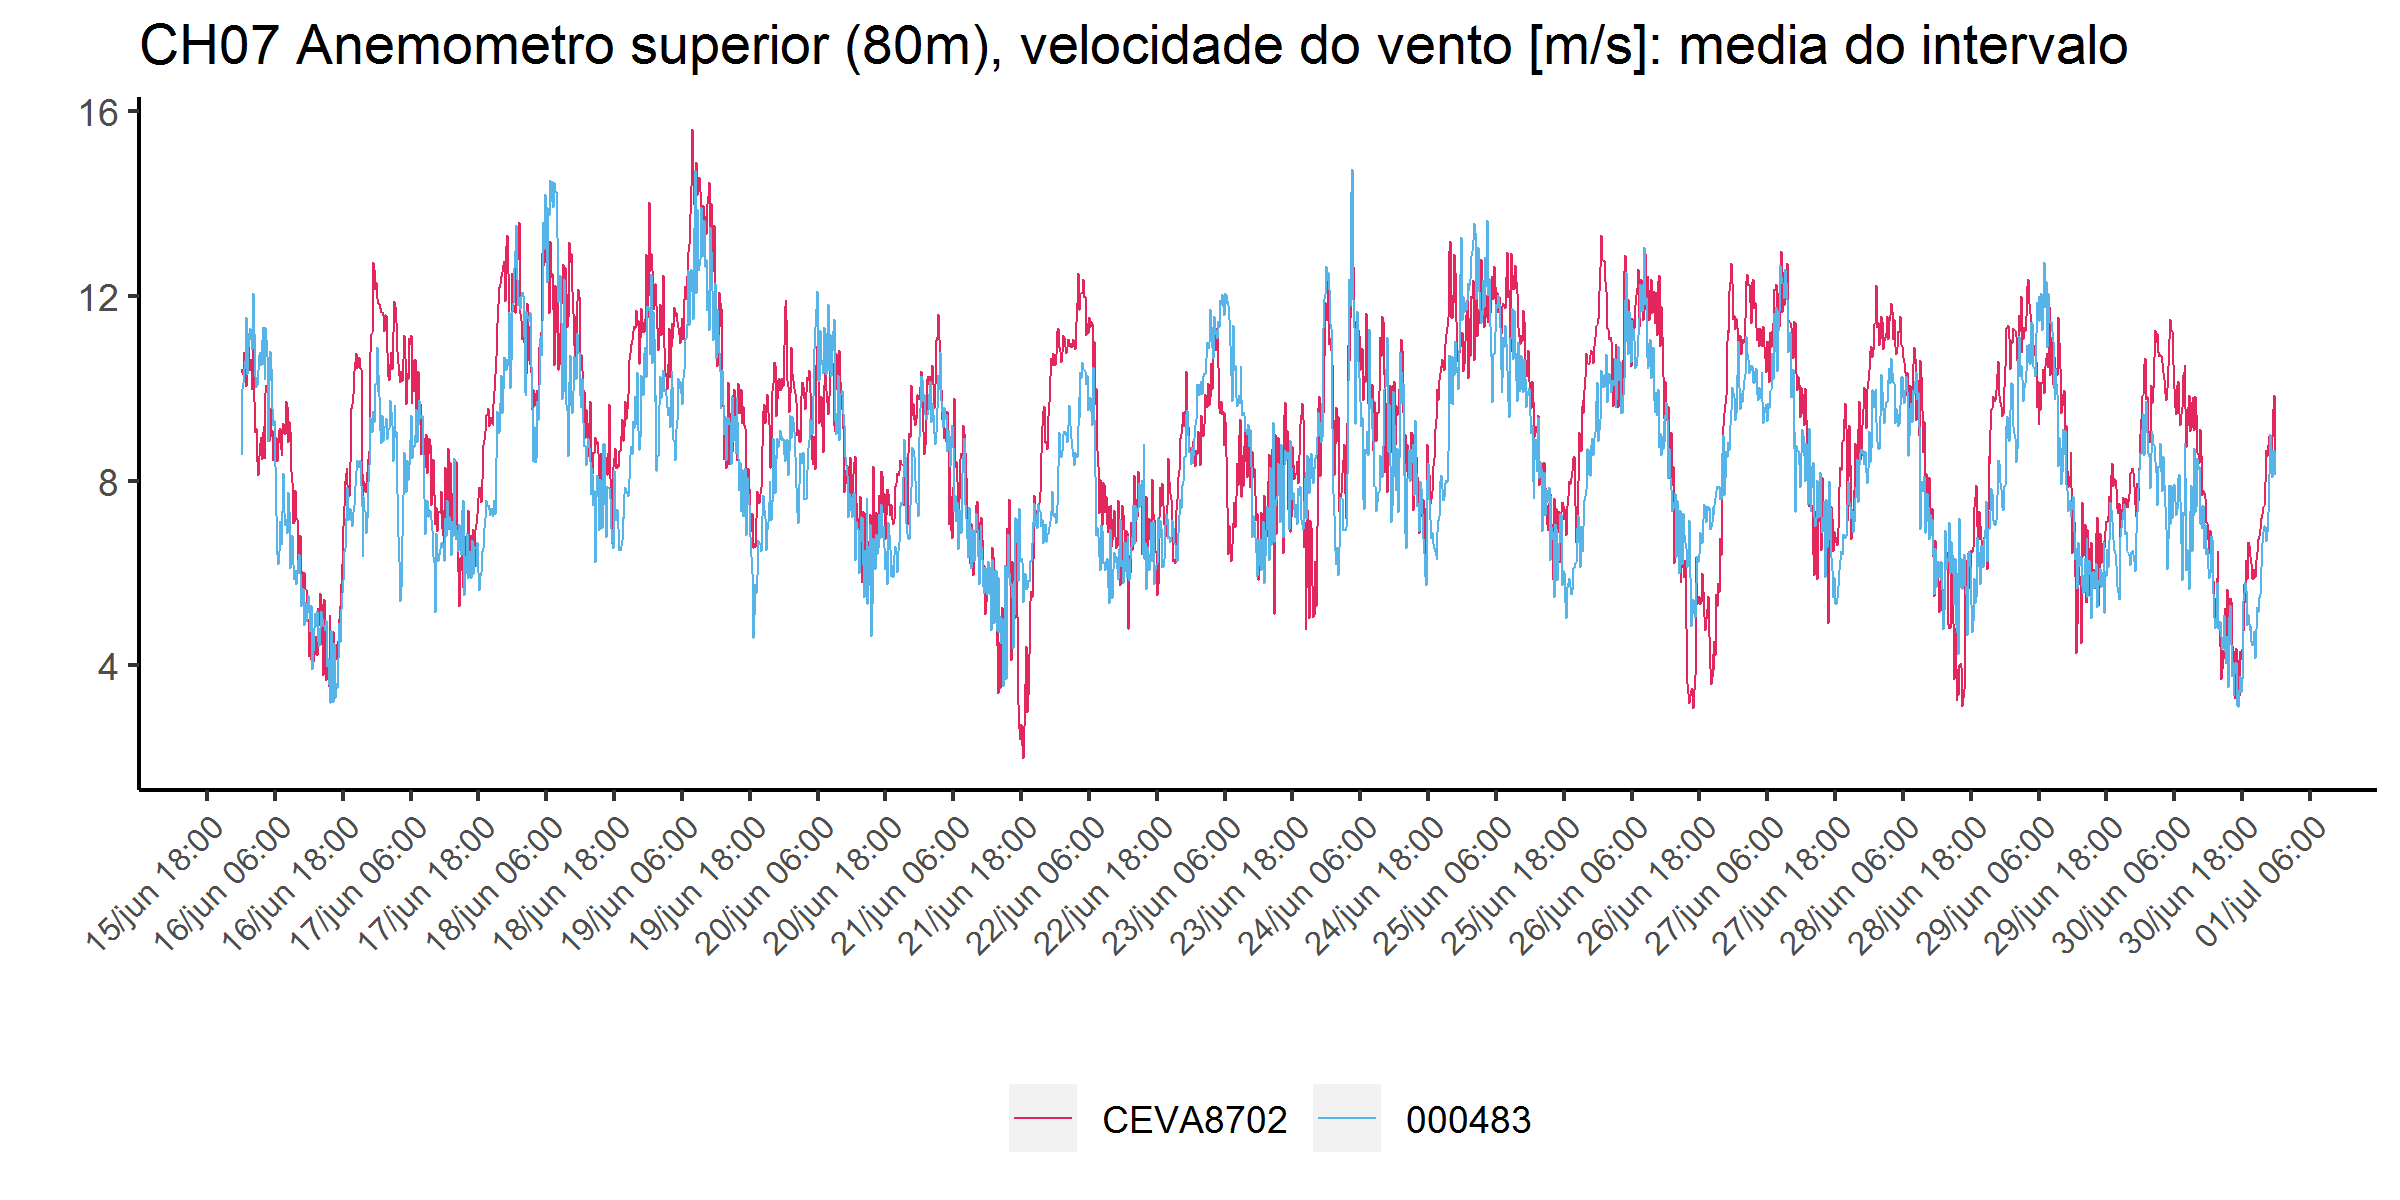 CH07 Anemometro superior (80m), velocidade do vento [m/s]: media do intervalo
16
12
8
4
15/jun 18:00
16/jun 06:00
16/jun 18:00
17/jun 06:00
17/jun 18:00
18/jun 06:00
18/jun 18:00
19/jun 06:00
19/jun 18:00
20/jun 06:00
20/jun 18:00
21/jun 06:00
21/jun 18:00
22/jun 06:00
22/jun 18:00
23/jun 06:00
23/jun 18:00
24/jun 06:00
24/jun 18:00
25/jun 06:00
25/jun 18:00
26/jun 06:00
26/jun 18:00
27/jun 06:00
27/jun 18:00
28/jun 06:00
28/jun 18:00
29/jun 06:00
29/jun 18:00
30/jun 06:00
30/jun 18:00
01/jul 06:00
CEVA8702
000483